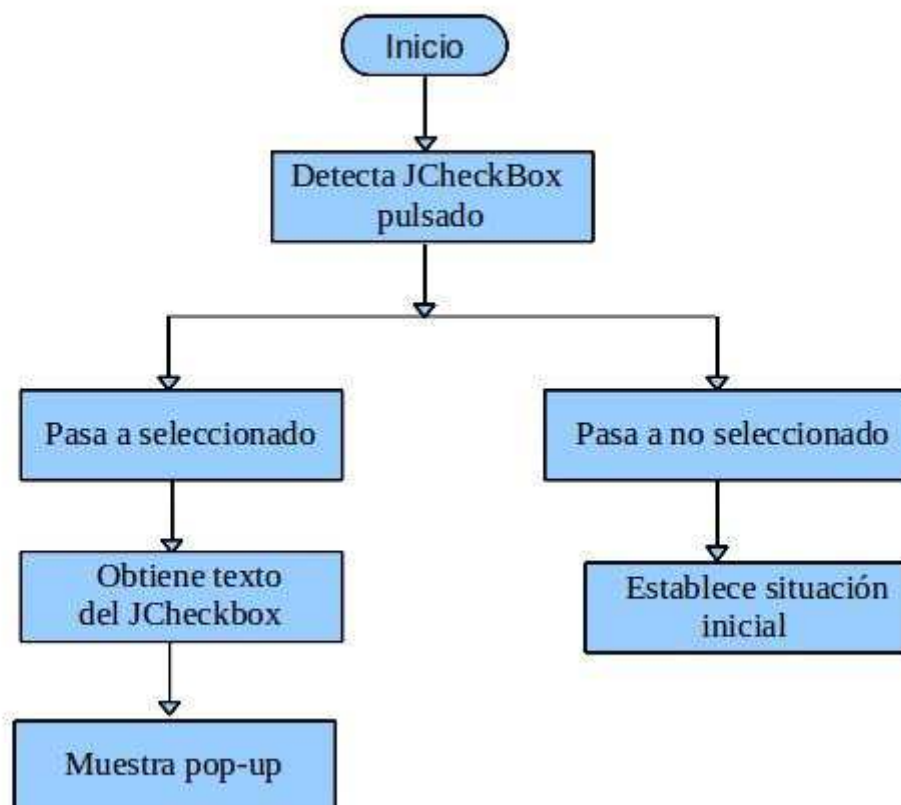 Inicio
Detecta JCheckBox
pulsado
Pasa a seleccionado
Pasa a no seleccionado
Obtiene texto
del JCheckbox
Establece situación
inicial
Muestra pop-up